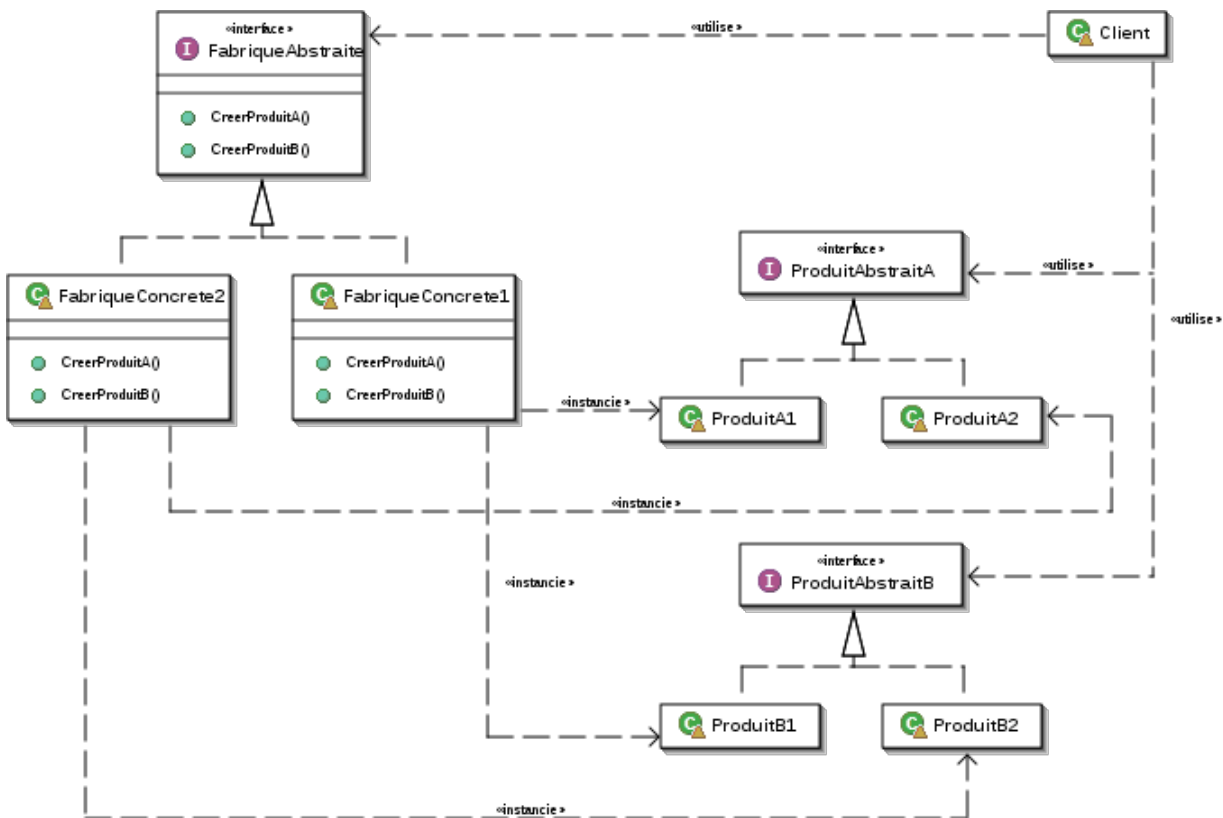 «interface»
I FabriqueAbstraite
CreerProduitA()
CreerProduitB()
«utilise»
C Client
C FabriqueConcrete2
CreerProduitA()
CreerProduitB()
C FabriqueConcrete1
CreerProduitA()
CreerProduitB()
«interface»
I ProduitAbstraitA
«utilise»
«utilise»
«instancie»
C ProduitA1
C ProduitA2
«instancie»
«interface»
I ProduitAbstraitB
«instancie»
C ProduitB1
C ProduitB2
«instancie»